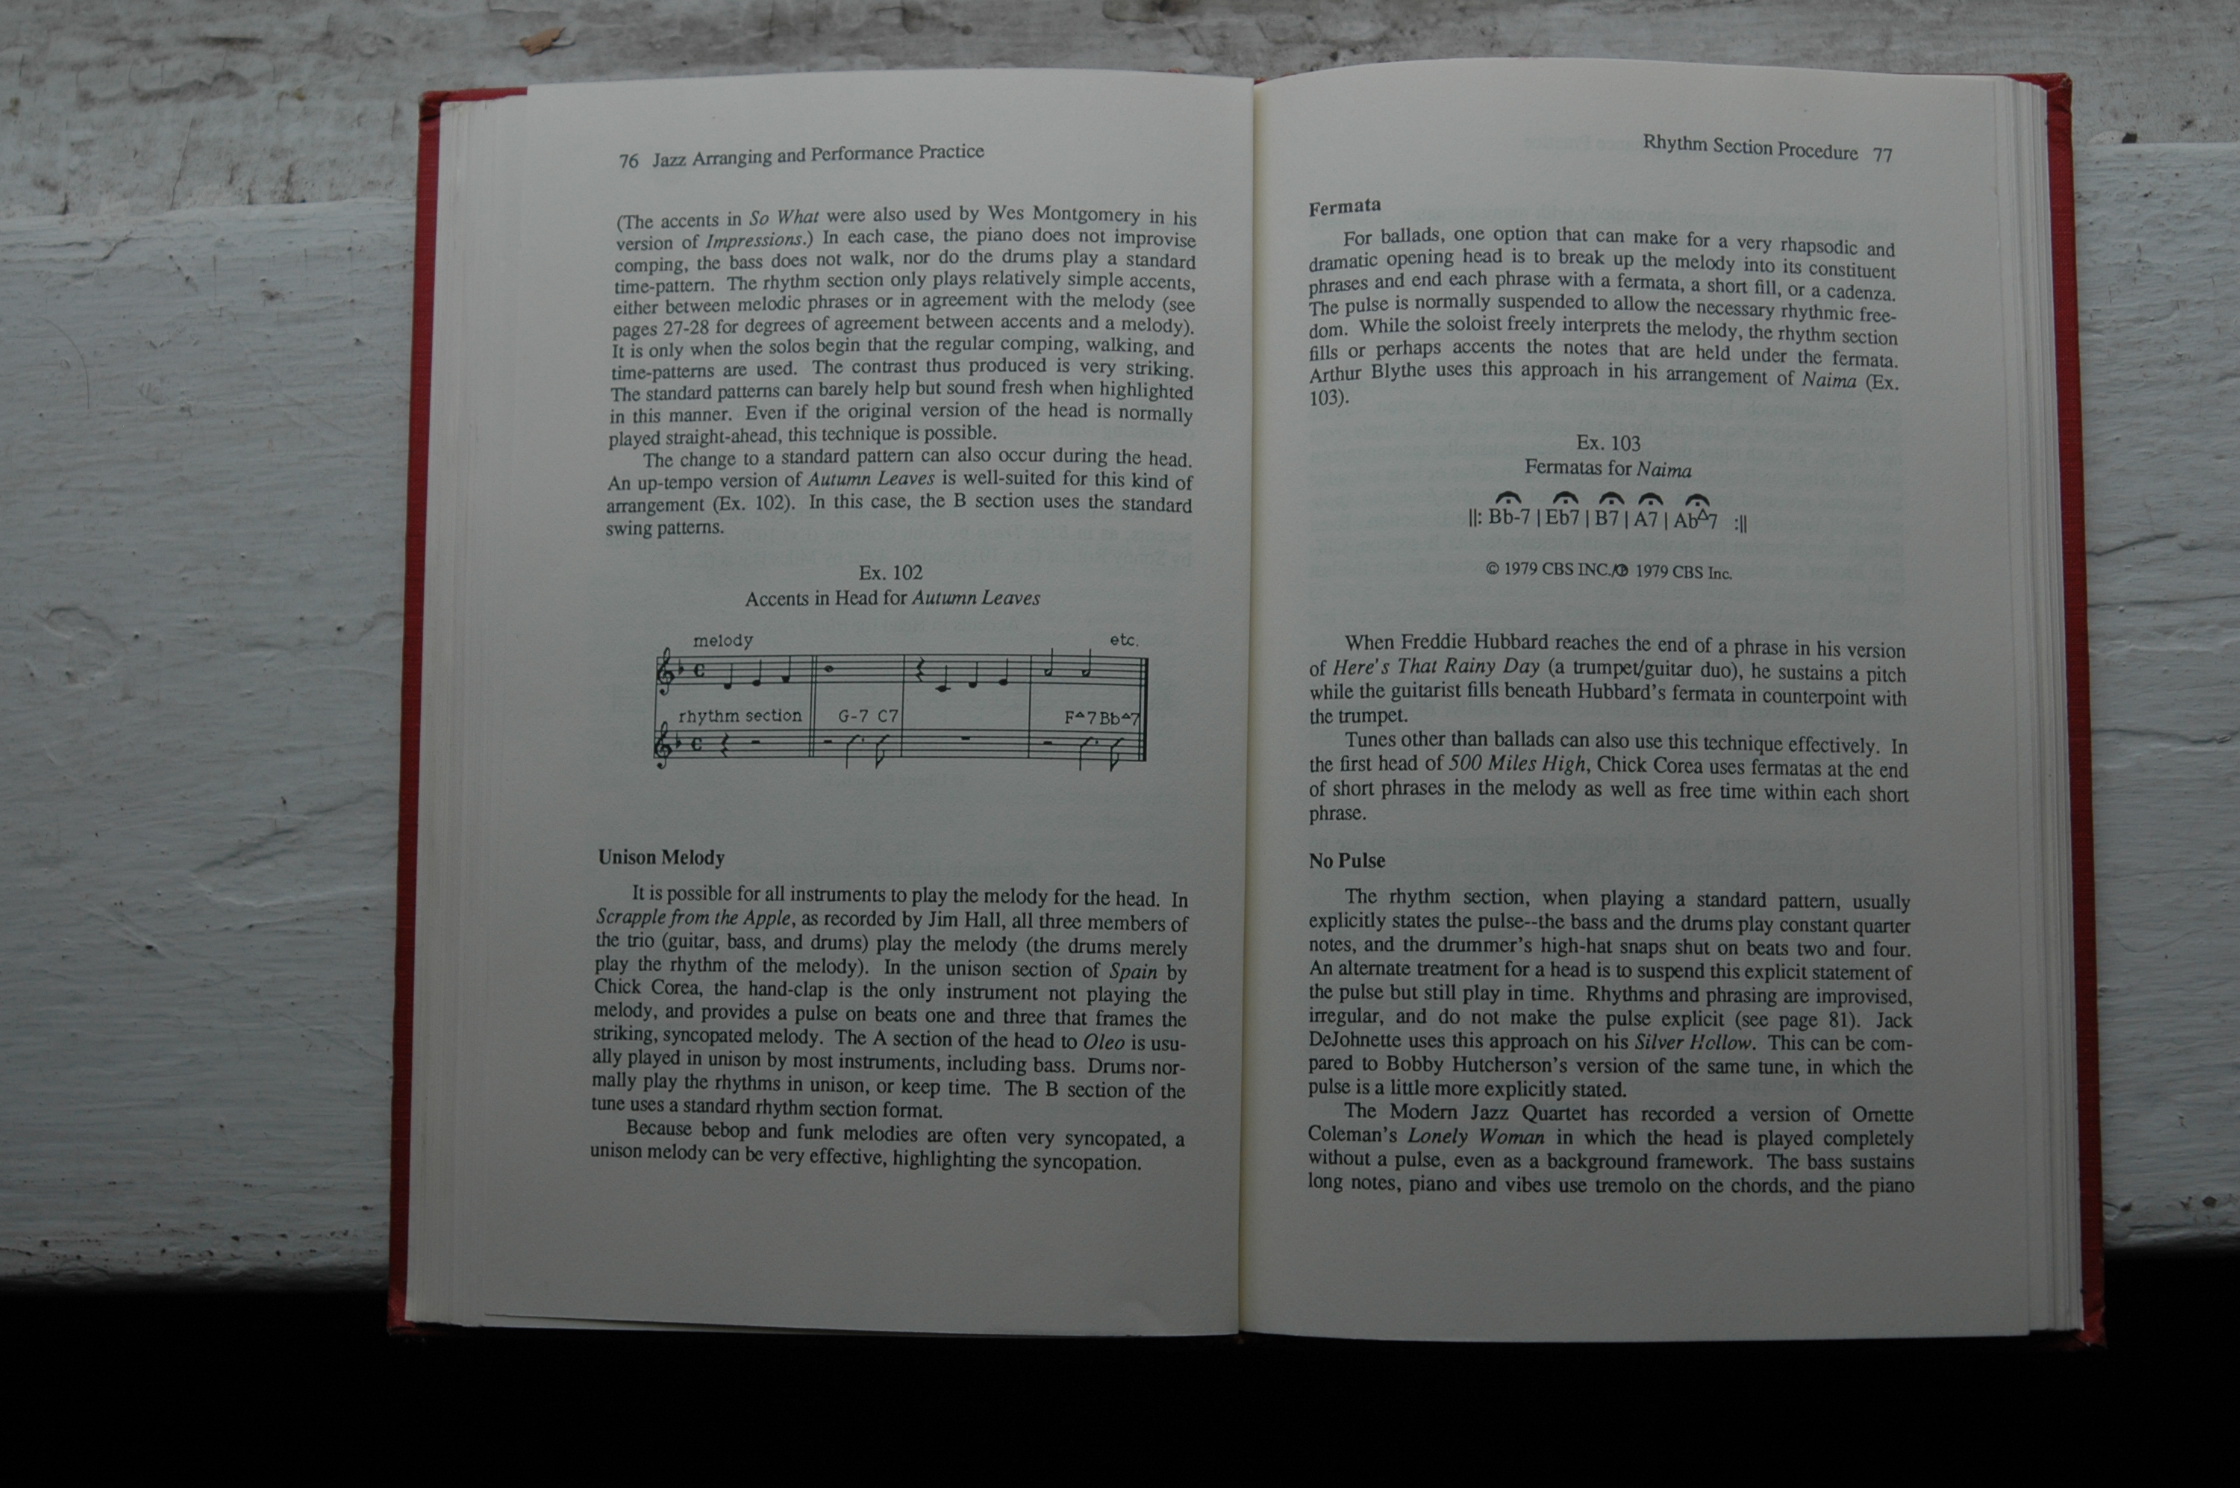 76 Jazz Arranging and Performance Practice
(The accents in So What were also used by Wes Montgomery in his
version of Impressions.) In each case, the piano does not improvise
comping, the bass does not walk, nor do the drums play a standard
time-pattern. The rhythm section only plays relatively simple accents,
either between melodic phrases or in agreement with the melody (see
pages 27-28 for degrees of agreement between accents and a melody).
It is only when the solos begin that the regular comping, walking, and
time-patterns are used. The contrast thus produced is very striking.
The standard patterns can barely help but sound fresh when highlighted
in this manner. Even if the original version of the head is normally
played straight-ahead, this technique is possible.
The change to a standard pattern can also occur during the head.
An up-tempo version of Autumn Leaves is well-suited for this kind of
arrangement (Ex. 102). In this case, the B section uses the standard
swing patterns.
Ex. 102
Accents in Head for Autumn Leaves
melody etc.
rhythm section G-7 C7 F△7 Bb△7
Unison Melody
It is possible for all instruments to play the melody for the head. In
Scrapple from the Apple, as recorded by Jim Hall, all three members of
the trio (guitar, bass, and drums) play the melody (the drums merely
play the rhythm of the melody). In the unison section of Spain by
Chick Corea, the hand-clap is the only instrument not playing the
melody, and provides a pulse on beats one and three that frames the
striking, syncopated melody. The A section of the head to Oleo is usu-
ally played in unison by most instruments, including bass. Drums nor-
mally play the rhythms in unison, or keep time. The B section of the
tune uses a standard rhythm section format.
Because bebop and funk melodies are often very syncopated, a
unison melody can be very effective, highlighting the syncopation.
Rhythm Section Procedure 77
Fermata
For ballads, one option that can make for a very rhapsodic and
dramatic opening head is to break up the melody into its constituent
phrases and end each phrase with a fermata, a short fill, or a cadenza.
The pulse is normally suspended to allow the necessary rhythmic free-
dom. While the soloist freely interprets the melody, the rhythm section
fills or perhaps accents the notes that are held under the fermata.
Arthur Blythe uses this approach in his arrangement of Naima (Ex.
103).
Ex. 103
Fermatas for Naima
||: Bb-7 | Eb7 | B7 | A7 | Ab△7 :||
© 1979 CBS INC./℗ 1979 CBS Inc.
When Freddie Hubbard reaches the end of a phrase in his version
of Here's That Rainy Day (a trumpet/guitar duo), he sustains a pitch
while the guitarist fills beneath Hubbard's fermata in counterpoint with
the trumpet.
Tunes other than ballads can also use this technique effectively. In
the first head of 500 Miles High, Chick Corea uses fermatas at the end
of short phrases in the melody as well as free time within each short
phrase.
No Pulse
The rhythm section, when playing a standard pattern, usually
explicitly states the pulse--the bass and the drums play constant quarter
notes, and the drummer's high-hat snaps shut on beats two and four.
An alternate treatment for a head is to suspend this explicit statement of
the pulse but still play in time. Rhythms and phrasing are improvised,
irregular, and do not make the pulse explicit (see page 81). Jack
DeJohnette uses this approach on his Silver Hollow. This can be com-
pared to Bobby Hutcherson's version of the same tune, in which the
pulse is a little more explicitly stated.
The Modern Jazz Quartet has recorded a version of Ornette
Coleman's Lonely Woman in which the head is played completely
without a pulse, even as a background framework. The bass sustains
long notes, piano and vibes use tremolo on the chords, and the piano